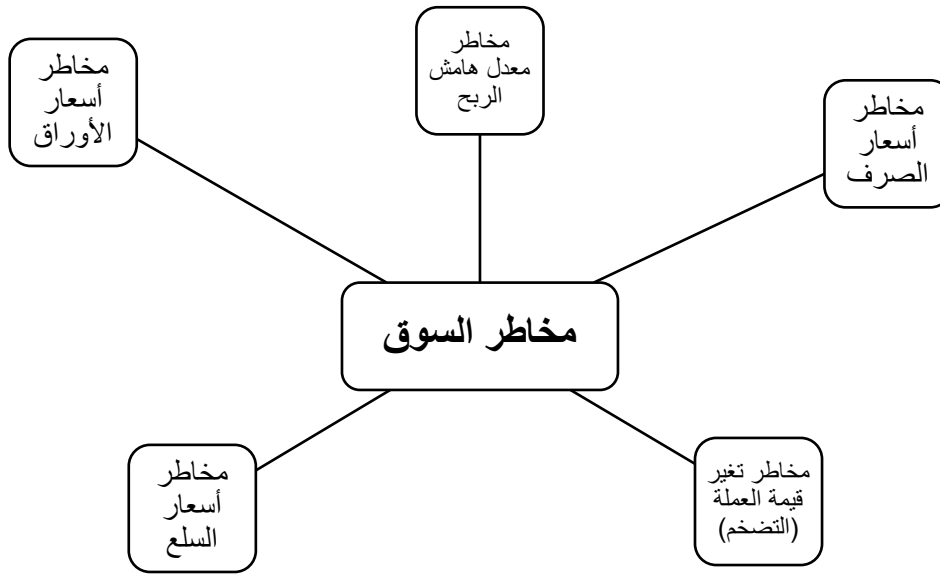 مخاطر
معدل هامش
الربح
مخاطر
أسعار
الصرف
مخاطر
أسعار
الأوراق
مخاطر السوق
مخاطر تغير
قيمة العملة
(التضخم)
مخاطر
أسعار
السلع